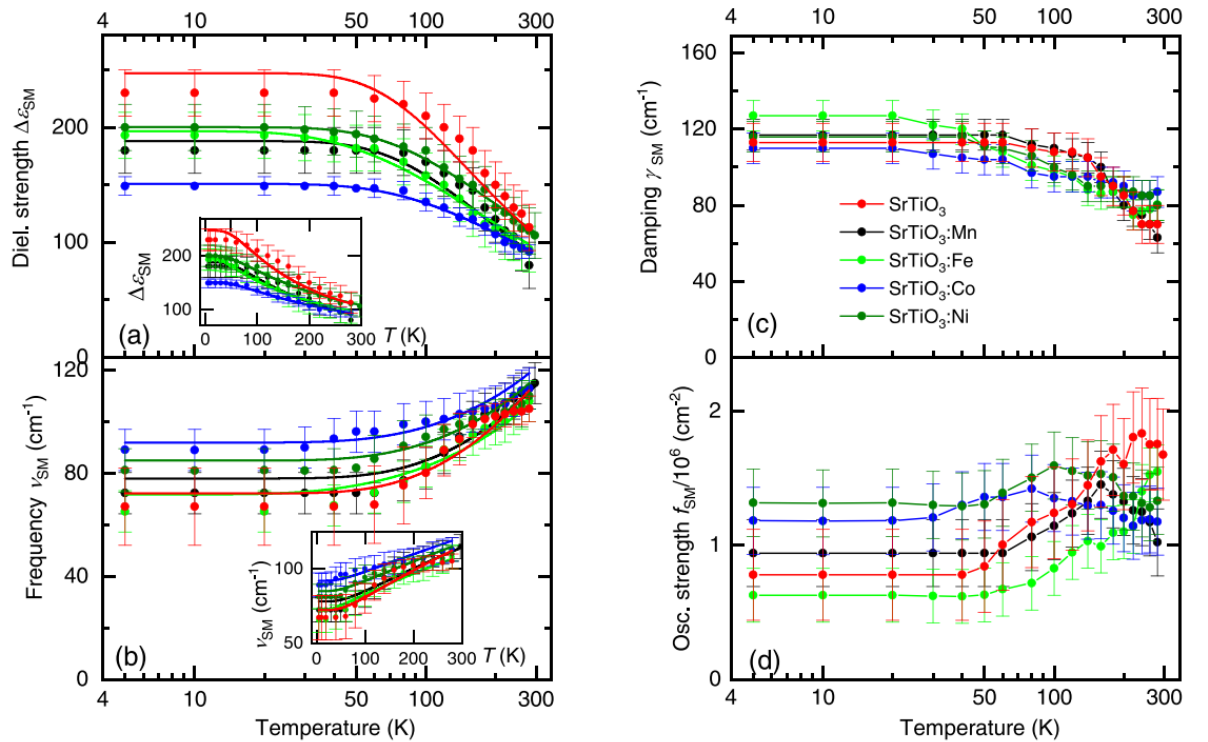 4 10 50 100 300
Diel. strength Δε_SM
200
100
0
Δε_SM
200
100
0 100 200 300
T (K)
(a)
Frequency ν_SM (cm⁻¹)
120
80
40
0
ν_SM (cm⁻¹)
100
50
0 100 200 300
T (K)
(b)
4 10 50 100 300
Temperature (K)
4 10 50 100 300
Damping γ_SM (cm⁻¹)
160
120
80
40
0
SrTiO₃
SrTiO₃:Mn
SrTiO₃:Fe
SrTiO₃:Co
SrTiO₃:Ni
(c)
Osc. strength f_SM/10⁶ (cm⁻²)
2
1
0
(d)
4 10 50 100 300
Temperature (K)